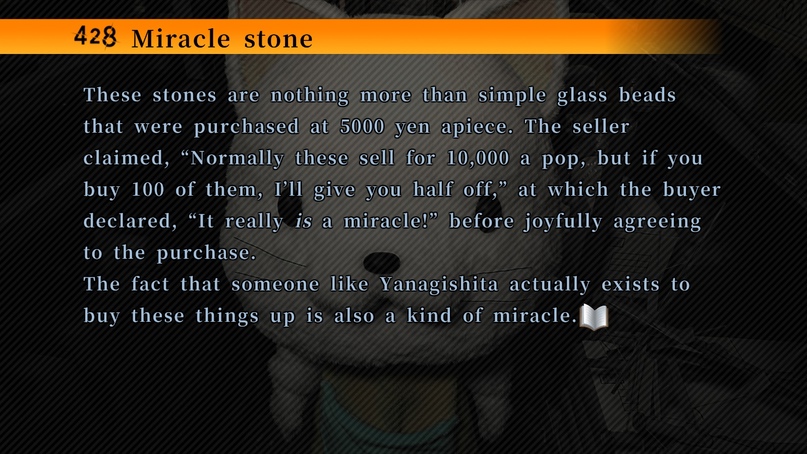 428 Miracle stone
These stones are nothing more than simple glass beads
that were purchased at 5000 yen apiece. The seller
claimed, “Normally these sell for 10,000 a pop, but if you
buy 100 of them, I’ll give you half off,” at which the buyer
declared, “It really is a miracle!” before joyfully agreeing
to the purchase.
The fact that someone like Yanagishita actually exists to
buy these things up is also a kind of miracle.